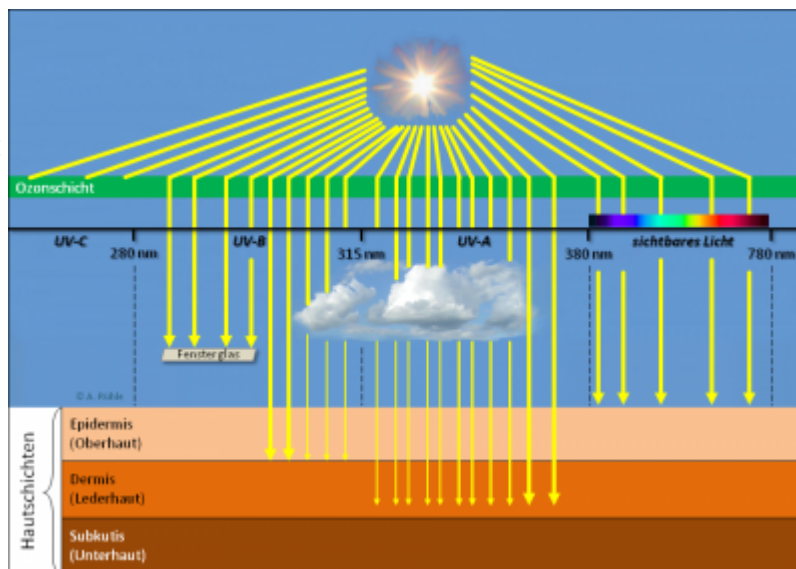 Ozonschicht
UV-C
280 nm
UV-B
315 nm
UV-A
380 nm
sichtbares Licht
780 nm
Fensterglas
© A. Rühle
Hautschichten
Epidermis
(Oberhaut)
Dermis
(Lederhaut)
Subkutis
(Unterhaut)